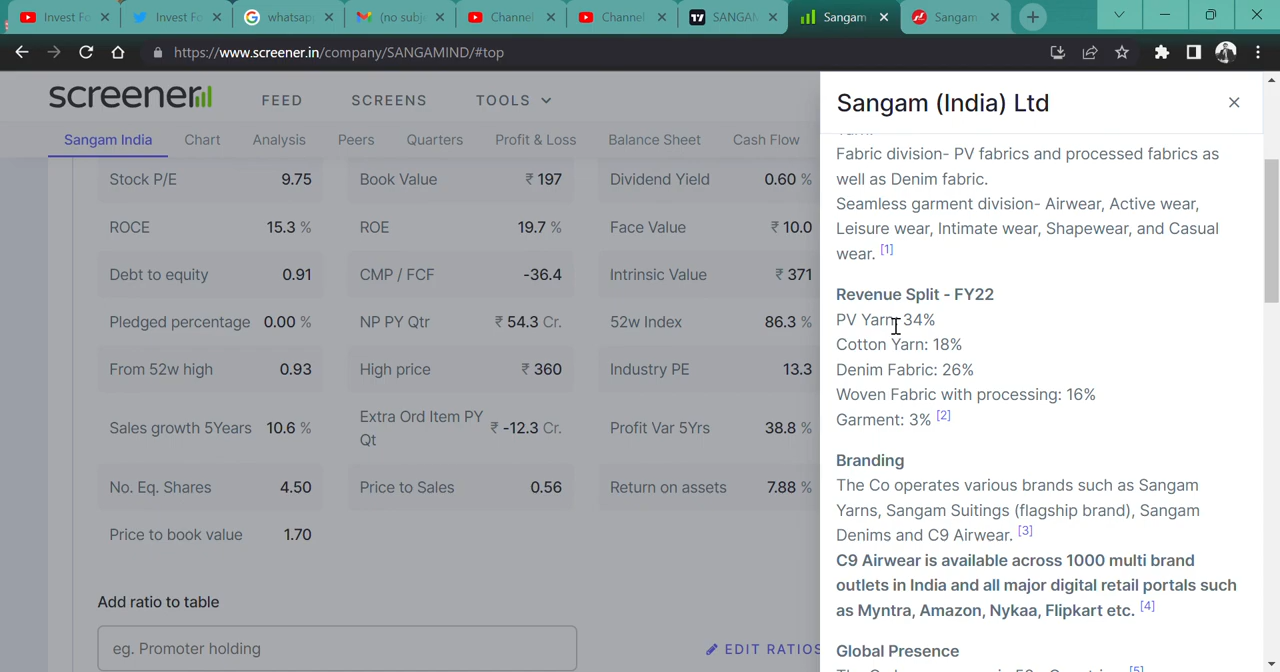 Invest Fo
Invest Fo
whatsap
(no subj
Channel
Channel
SANGAM
Sangam
Sangam
https://www.screener.in/company/SANGAMIND/#top
screener
FEED
SCREENS
TOOLS
Sangam India
Chart
Analysis
Peers
Quarters
Profit & Loss
Balance Sheet
Cash Flow
Stock P/E 9.75
Book Value ₹ 197
Dividend Yield 0.60 %
ROCE 15.3 %
ROE 19.7 %
Face Value ₹ 10.0
Debt to equity 0.91
CMP / FCF -36.4
Intrinsic Value ₹ 371
Pledged percentage 0.00 %
NP PY Qtr ₹ 54.3 Cr.
52w Index 86.3 %
From 52w high 0.93
High price ₹ 360
Industry PE 13.3
Sales growth 5Years 10.6 %
Extra Ord Item PY
Qt
₹ -12.3 Cr.
Profit Var 5Yrs 38.8 %
No. Eq. Shares 4.50
Price to Sales 0.56
Return on assets 7.88 %
Price to book value 1.70
Add ratio to table
eg. Promoter holding
EDIT RATIOS
Sangam (India) Ltd
Fabric division- PV fabrics and processed fabrics as
well as Denim fabric.
Seamless garment division- Airwear, Active wear,
Leisure wear, Intimate wear, Shapewear, and Casual
wear. [1]
Revenue Split - FY22
PV Yarn: 34%
Cotton Yarn: 18%
Denim Fabric: 26%
Woven Fabric with processing: 16%
Garment: 3% [2]
Branding
The Co operates various brands such as Sangam
Yarns, Sangam Suitings (flagship brand), Sangam
Denims and C9 Airwear. [3]
C9 Airwear is available across 1000 multi brand
outlets in India and all major digital retail portals such
as Myntra, Amazon, Nykaa, Flipkart etc. [4]
Global Presence
[5]